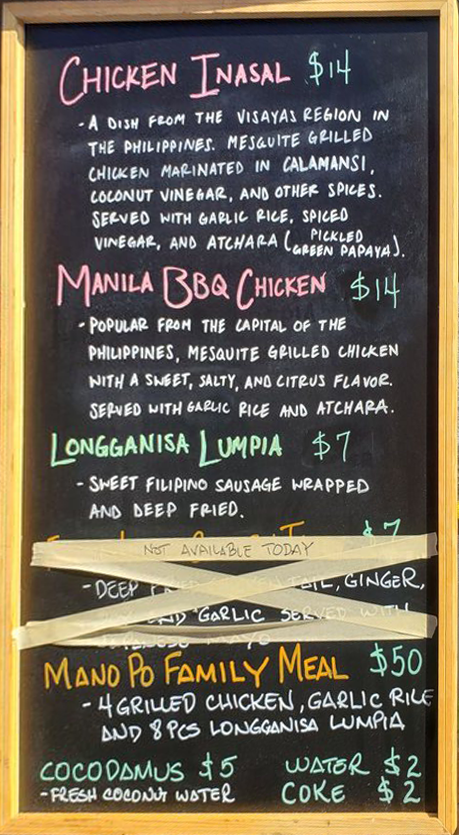 CHICKEN INASAL $14
- A DISH FROM THE VISAYAS REGION IN
THE PHILIPPINES. MESQUITE GRILLED
CHICKEN MARINATED IN CALAMANSI,
COCONUT VINEGAR, AND OTHER SPICES.
SERVED WITH GARLIC RICE, SPICED
VINEGAR, AND ATCHARA (PICKLED
GREEN PAPAYA).
MANILA BBQ CHICKEN $14
- POPULAR FROM THE CAPITAL OF THE
PHILIPPINES, MESQUITE GRILLED CHICKEN
WITH A SWEET, SALTY, AND CITRUS FLAVOR.
SERVED WITH GARLIC RICE AND ATCHARA.
LONGGANISA LUMPIA $7
- SWEET FILIPINO SAUSAGE WRAPPED
AND DEEP FRIED.
$7
NOT AVAILABLE TODAY
- DEEP FRIED TAIL, GINGER,
AND GARLIC SERVED WITH
MANO PO FAMILY MEAL $50
- 4 GRILLED CHICKEN, GARLIC RICE
AND 8 PCS LONGGANISA LUMPIA
COCODAMUS $5 WATER $2
- FRESH COCONUT WATER COKE $2